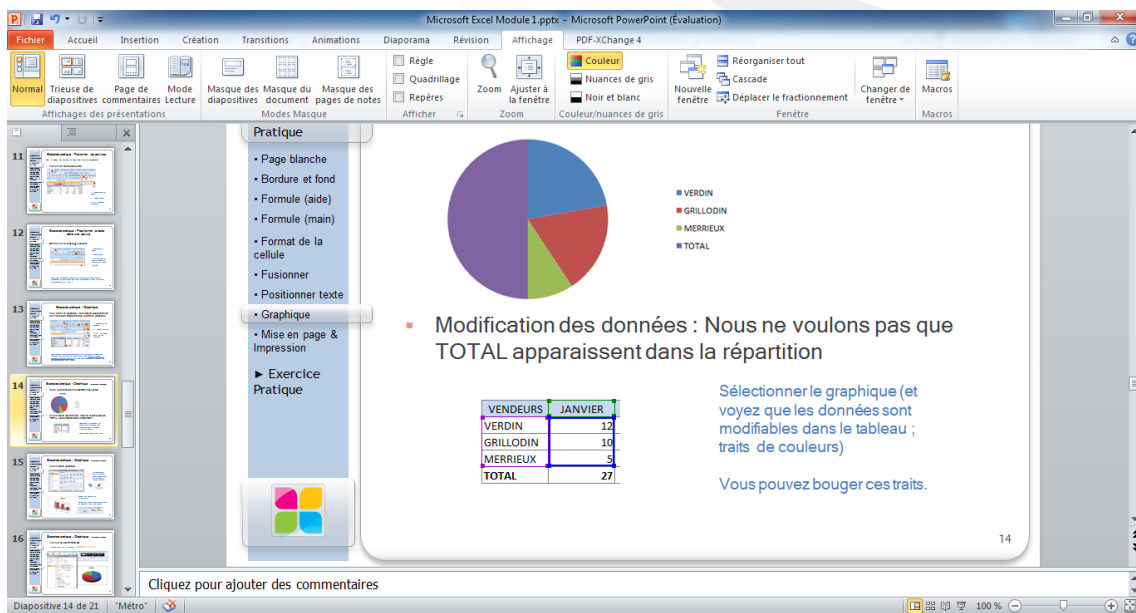 Microsoft Excel Module 1.pptx - Microsoft PowerPoint (Évaluation)
Fichier Accueil Insertion Création Transitions Animations Diaporama Révision Affichage PDF-XChange 4
Normal
Trieuse de diapositives
Page de commentaires
Mode Lecture
Affichages des présentations
Masque des diapositives
Masque du document
Masque des pages de notes
Modes Masque
Règle
Quadrillage
Repères
Afficher
Zoom
Ajuster à la fenêtre
Zoom
Couleur
Nuances de gris
Noir et blanc
Couleur/nuances de gris
Nouvelle fenêtre
Réorganiser tout
Cascade
Déplacer le fractionnement
Changer de fenêtre
Fenêtre
Macros
Macros
11
12
13
14
15
16
Pratique
• Page blanche
• Bordure et fond
• Formule (aide)
• Formule (main)
• Format de la
cellule
• Fusionner
• Positionner texte
• Graphique
• Mise en page &
Impression
► Exercice
Pratique
VERDIN
GRILLODIN
MERRIEUX
TOTAL
▪ Modification des données : Nous ne voulons pas que
TOTAL apparaissent dans la répartition
VENDEURS JANVIER
VERDIN 12
GRILLODIN 10
MERRIEUX 5
TOTAL 27
Sélectionner le graphique (et
voyez que les données sont
modifiables dans le tableau ;
traits de couleurs)
Vous pouvez bouger ces traits.
14
Cliquez pour ajouter des commentaires
Diapositive 14 de 21 "Métro" 100 %